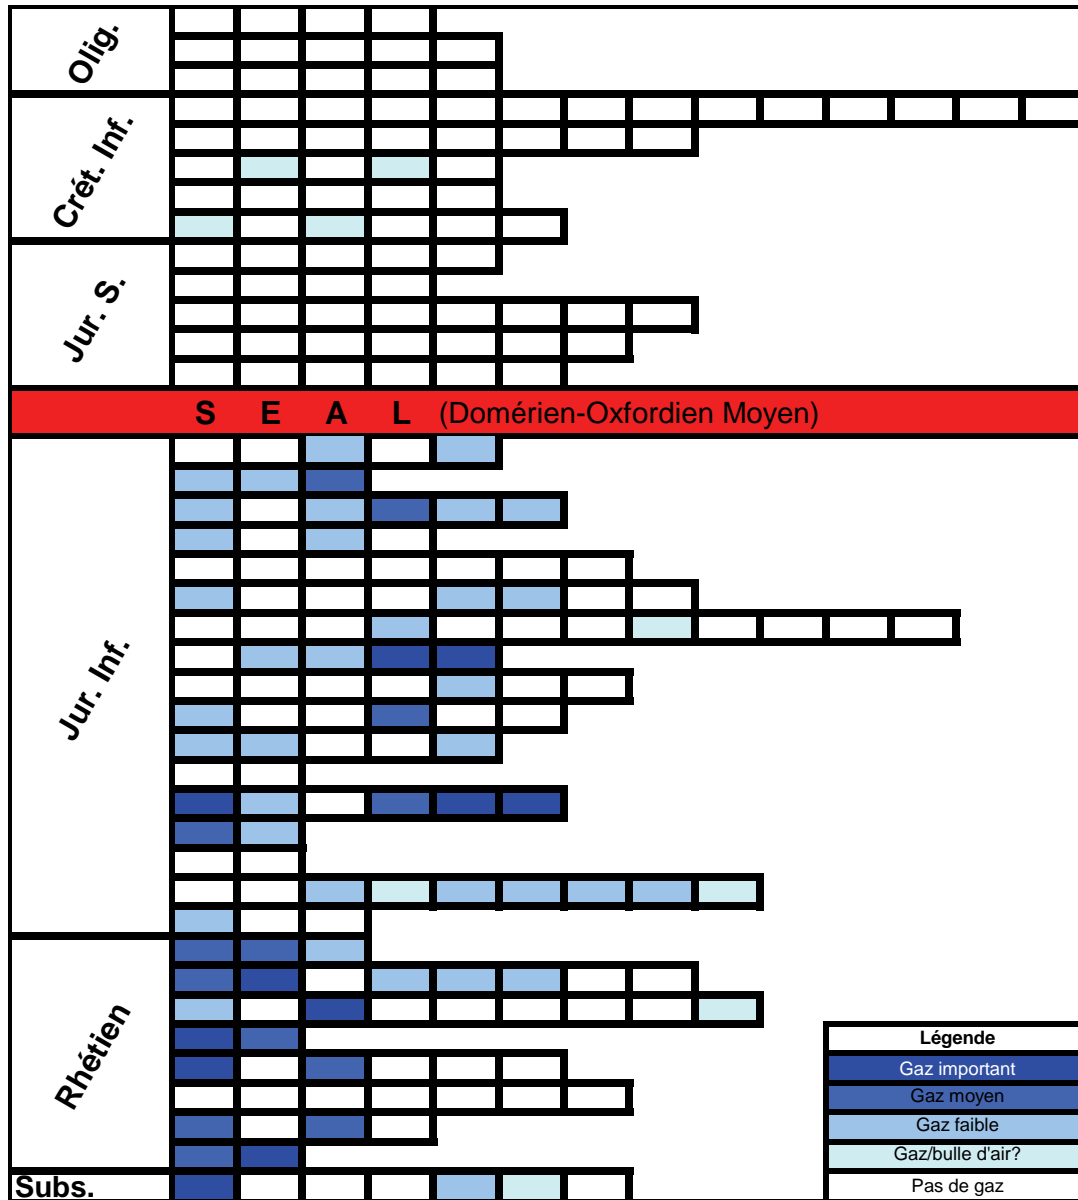 Olig.
Crét. Inf.
Jur. S.
S E A L (Domérien-Oxfordien Moyen)
Jur. Inf.
Rhétien
Subs.
Légende
Gaz important
Gaz moyen
Gaz faible
Gaz/bulle d'air?
Pas de gaz